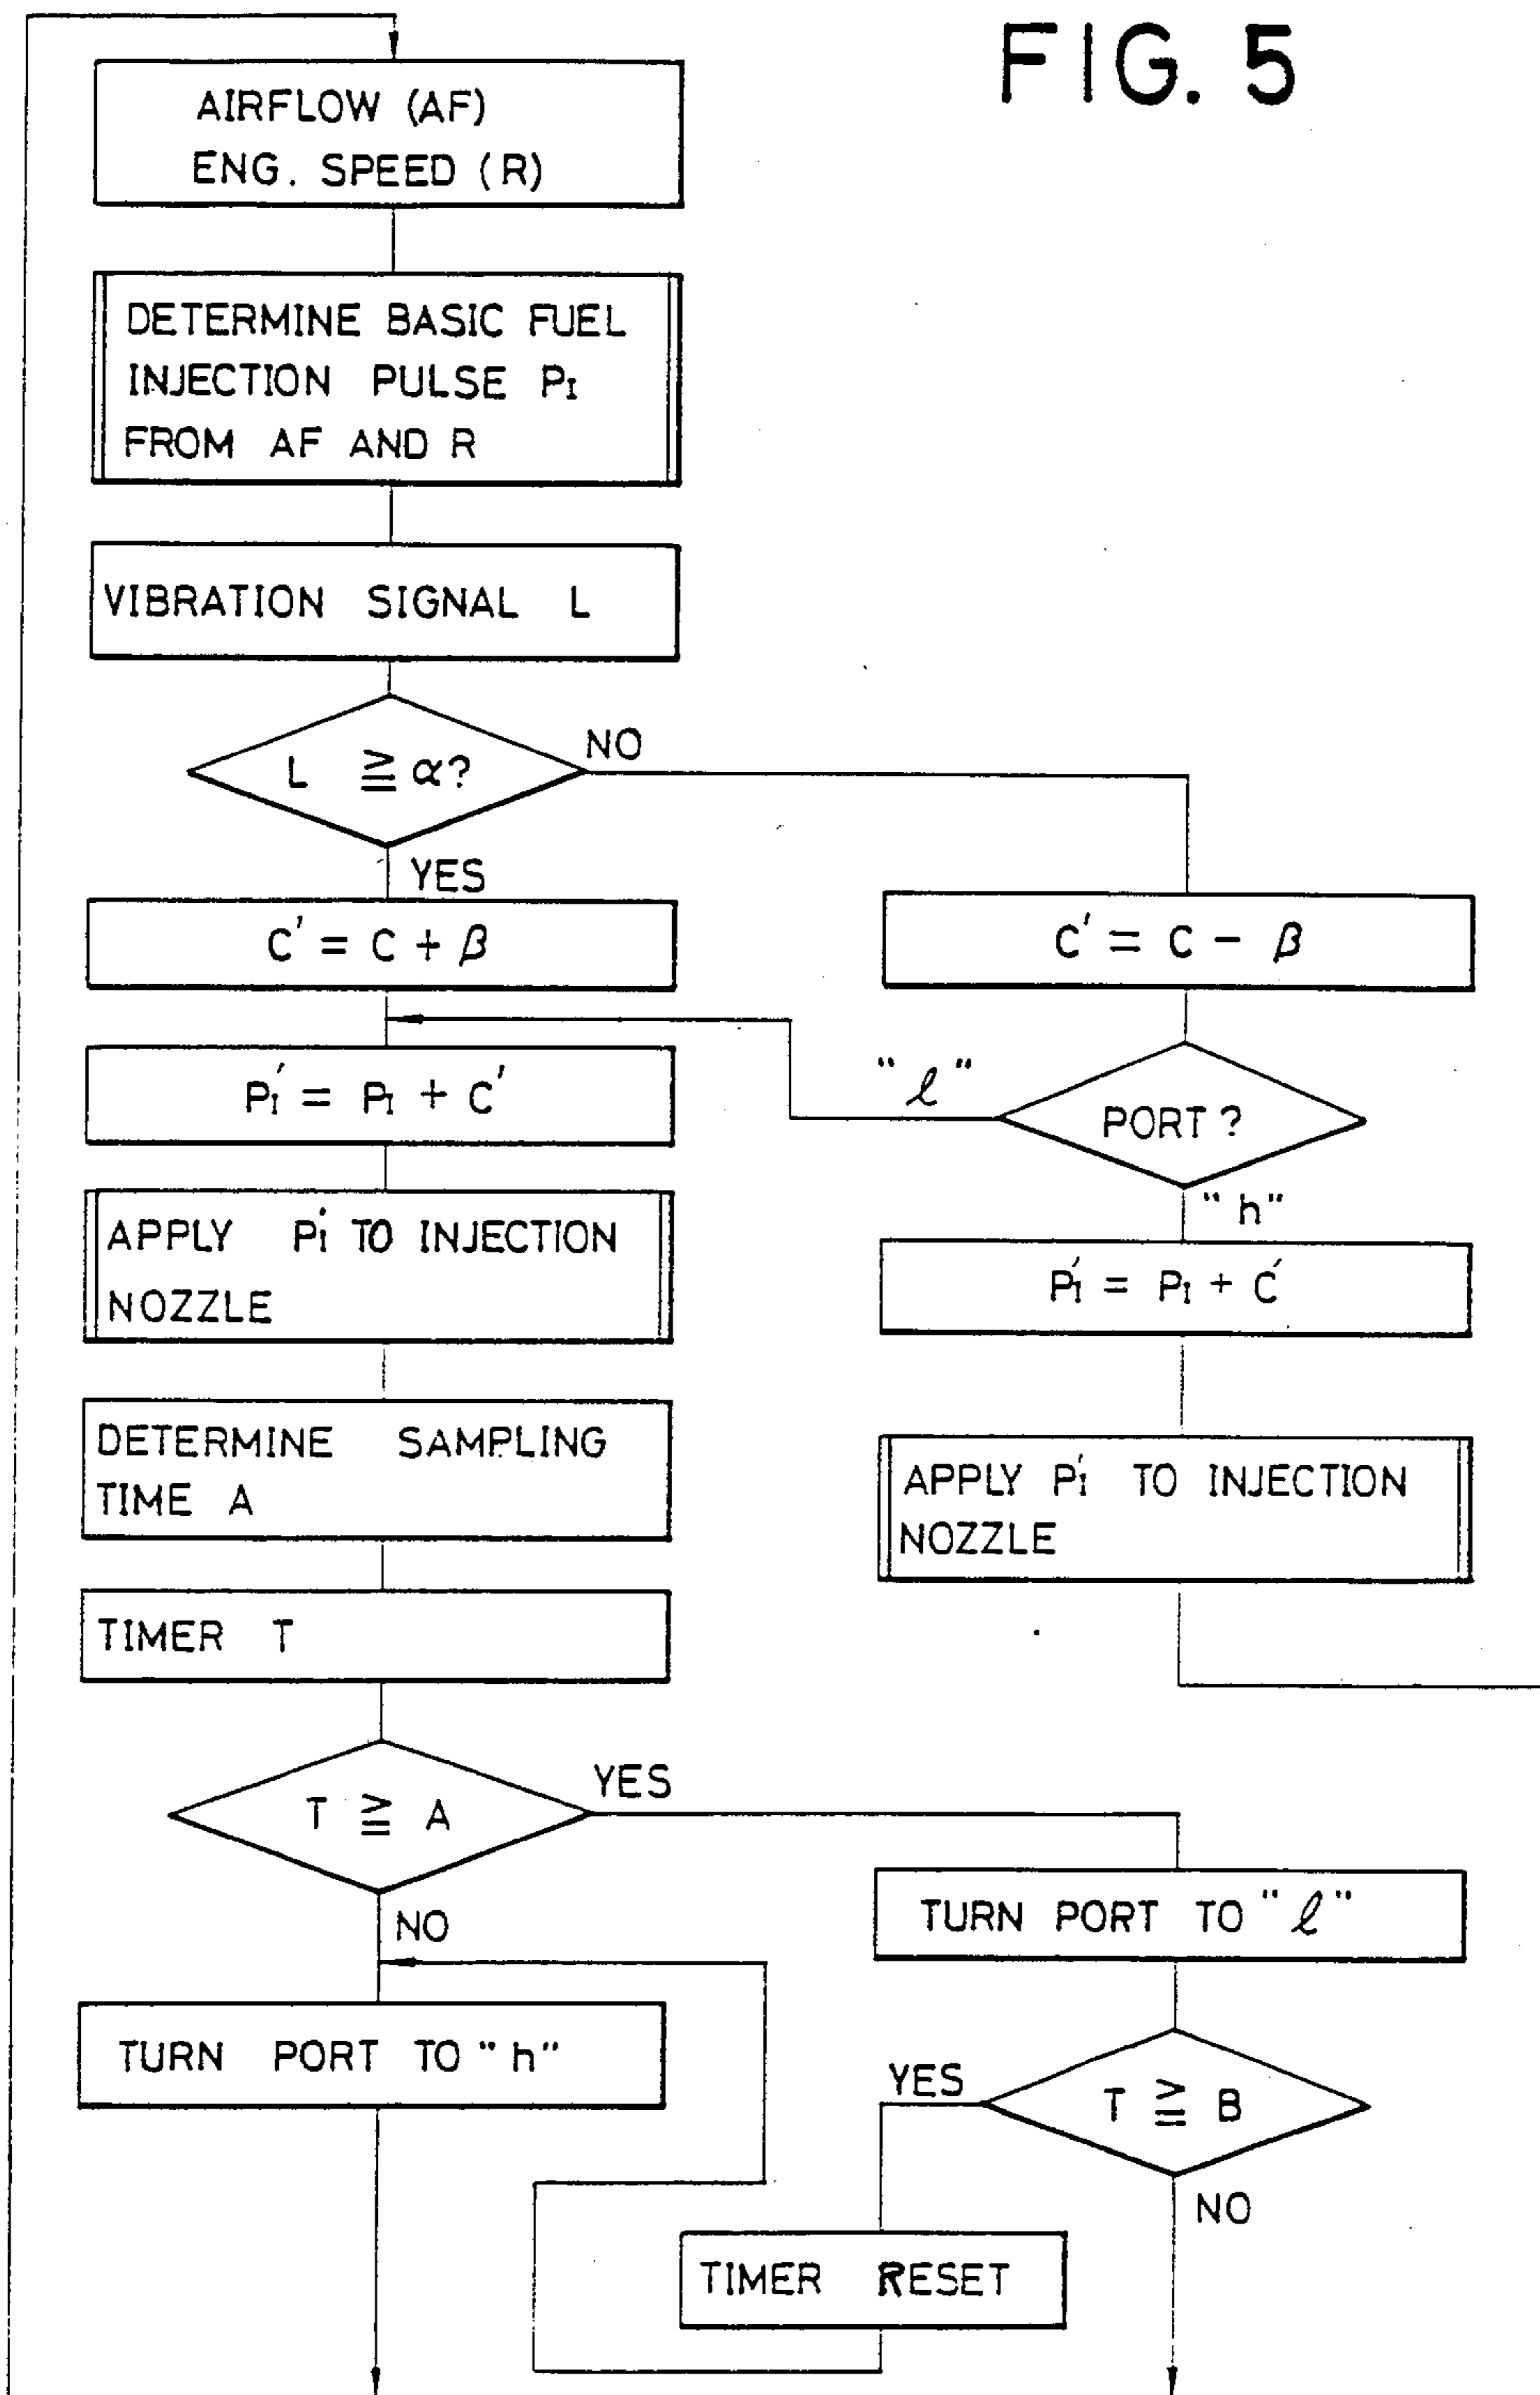 FIG. 5
AIRFLOW (AF)
ENG. SPEED (R)
DETERMINE BASIC FUEL
INJECTION PULSE PI
FROM AF AND R
VIBRATION SIGNAL L
L ≧ α?
NO
YES
C' = C + β
C' = C - β
PI' = PI + C'
"ℓ"
PORT?
"h"
APPLY PI' TO INJECTION
NOZZLE
PI' = PI + C'
DETERMINE SAMPLING
TIME A
APPLY PI' TO INJECTION
NOZZLE
TIMER T
T ≧ A
YES
NO
TURN PORT TO "ℓ"
TURN PORT TO "h"
T ≧ B
YES
NO
TIMER RESET